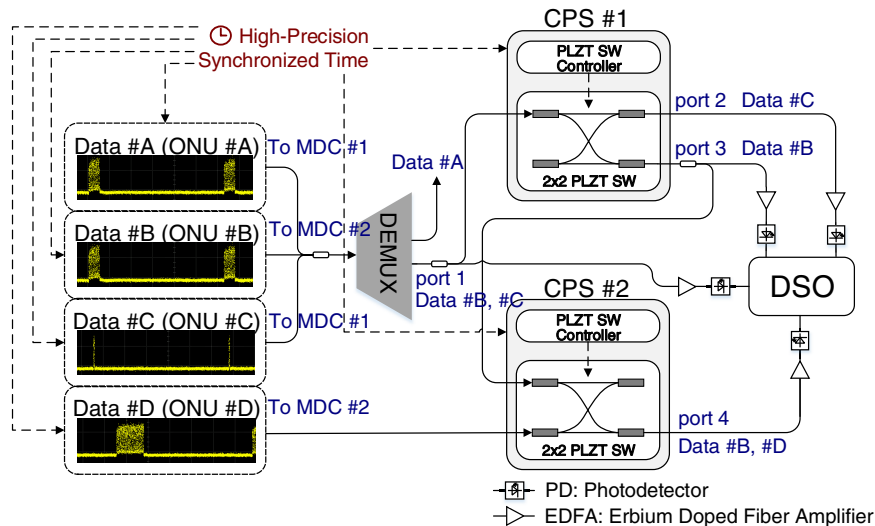 CPS #1
High-Precision
Synchronized Time
PLZT SW
Controller
port 2 Data #C
port 3 Data #B
2x2 PLZT SW
Data #A (ONU #A)
To MDC #1
Data #A
Data #B (ONU #B)
To MDC #2
DEMUX
port 1
Data #B, #C
DSO
CPS #2
Data #C (ONU #C)
To MDC #1
PLZT SW
Controller
Data #D (ONU #D)
To MDC #2
port 4
Data #B, #D
2x2 PLZT SW
PD: Photodetector
EDFA: Erbium Doped Fiber Amplifier